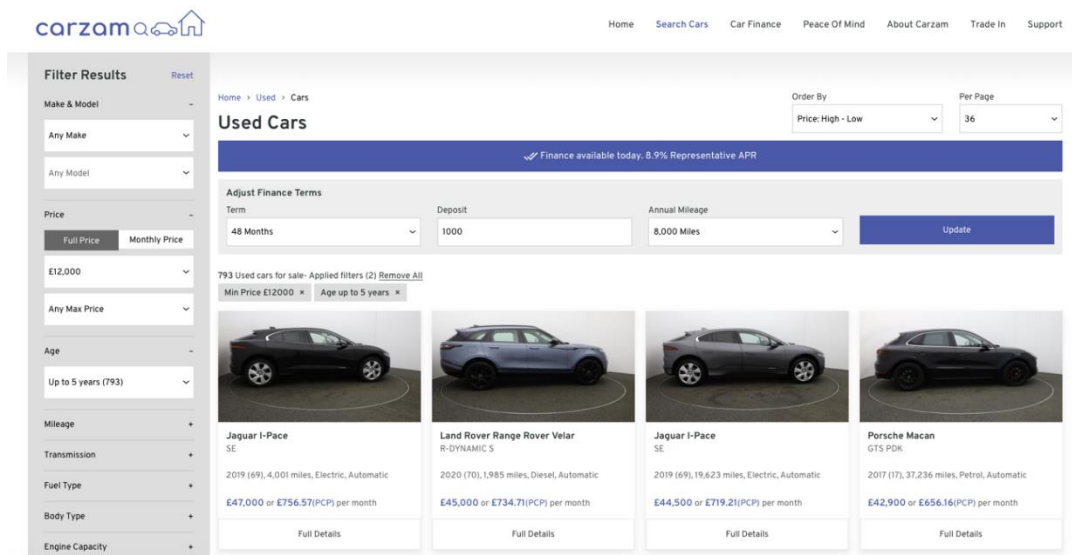 carzam
Home Search Cars Car Finance Peace Of Mind About Carzam Trade In Support
Filter Results Reset
Make & Model -
Any Make
Any Model
Price -
Full Price Monthly Price
£12,000
Any Max Price
Age -
Up to 5 years (793)
Mileage +
Transmission +
Fuel Type +
Body Type +
Engine Capacity +
Home > Used > Cars
Used Cars
Order By
Price: High - Low
Per Page
36
Finance available today. 8.9% Representative APR
Adjust Finance Terms
Term Deposit Annual Mileage
48 Months 1000 8,000 Miles Update
793 Used cars for sale- Applied filters (2) Remove All
Min Price £12000 × Age up to 5 years ×
Jaguar I-Pace
SE
2019 (69), 4,001 miles, Electric, Automatic
£47,000 or £756.57(PCP) per month
Full Details
Land Rover Range Rover Velar
R-DYNAMIC S
2020 (70), 1,985 miles, Diesel, Automatic
£45,000 or £734.71(PCP) per month
Full Details
Jaguar I-Pace
SE
2019 (69), 19,623 miles, Electric, Automatic
£44,500 or £719.21(PCP) per month
Full Details
Porsche Macan
GTS PDK
2017 (17), 37,236 miles, Petrol, Automatic
£42,900 or £656.16(PCP) per month
Full Details